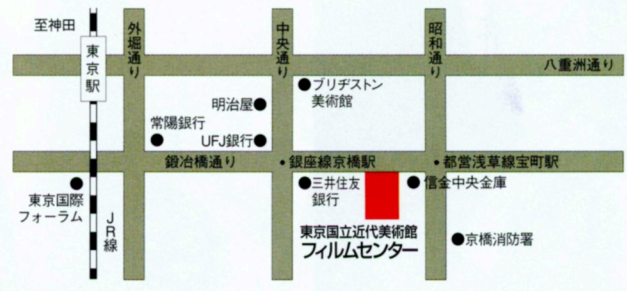 至神田
東京駅
外堀通り
中央通り
昭和通り
八重洲通り
ブリヂストン
美術館
明治屋
常陽銀行
UFJ銀行
鍛冶橋通り
銀座線京橋駅
都営浅草線宝町駅
東京国際
フォーラム
JR線
三井住友
銀行
信金中央金庫
東京国立近代美術館
フィルムセンター
京橋消防署